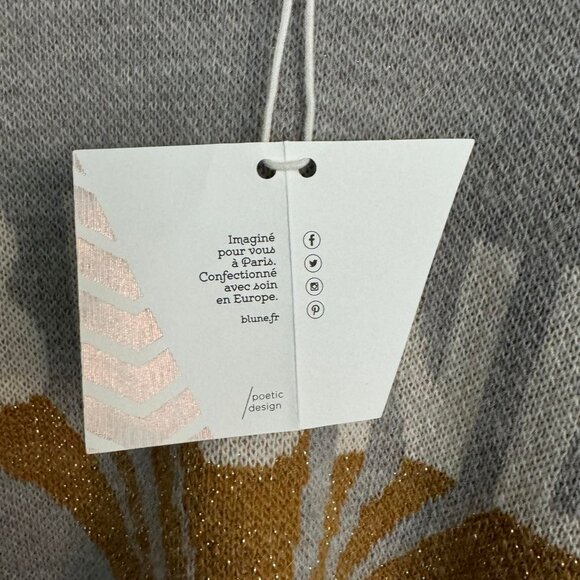 Imaginé
pour vous
à Paris.
Confectionné
avec soin
en Europe.
blune.fr
/poetic
design